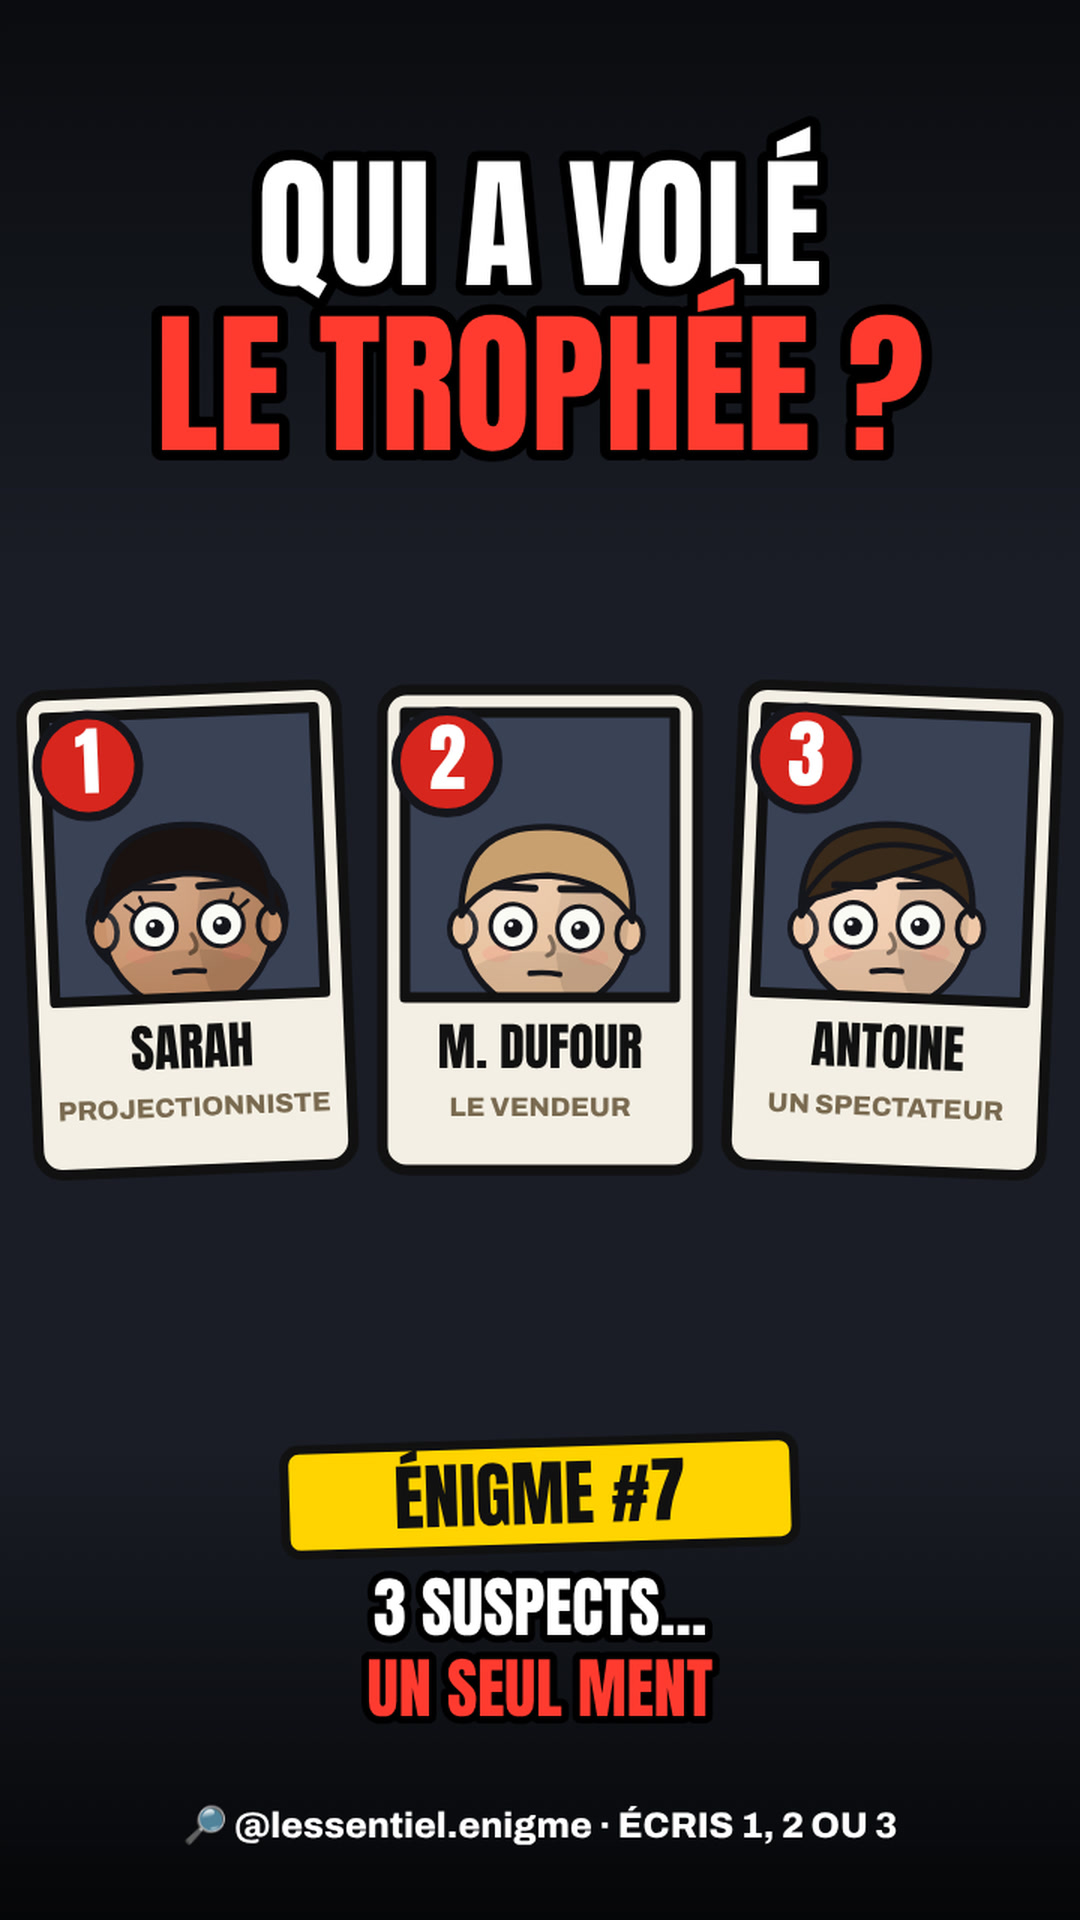 QUI A VOLÉ
LE TROPHÉE ?
1
2
3
SARAH
PROJECTIONNISTE
M. DUFOUR
LE VENDEUR
ANTOINE
UN SPECTATEUR
ÉNIGME #7
3 SUSPECTS...
UN SEUL MENT
🔎 @lessentiel.enigme · ÉCRIS 1, 2 OU 3